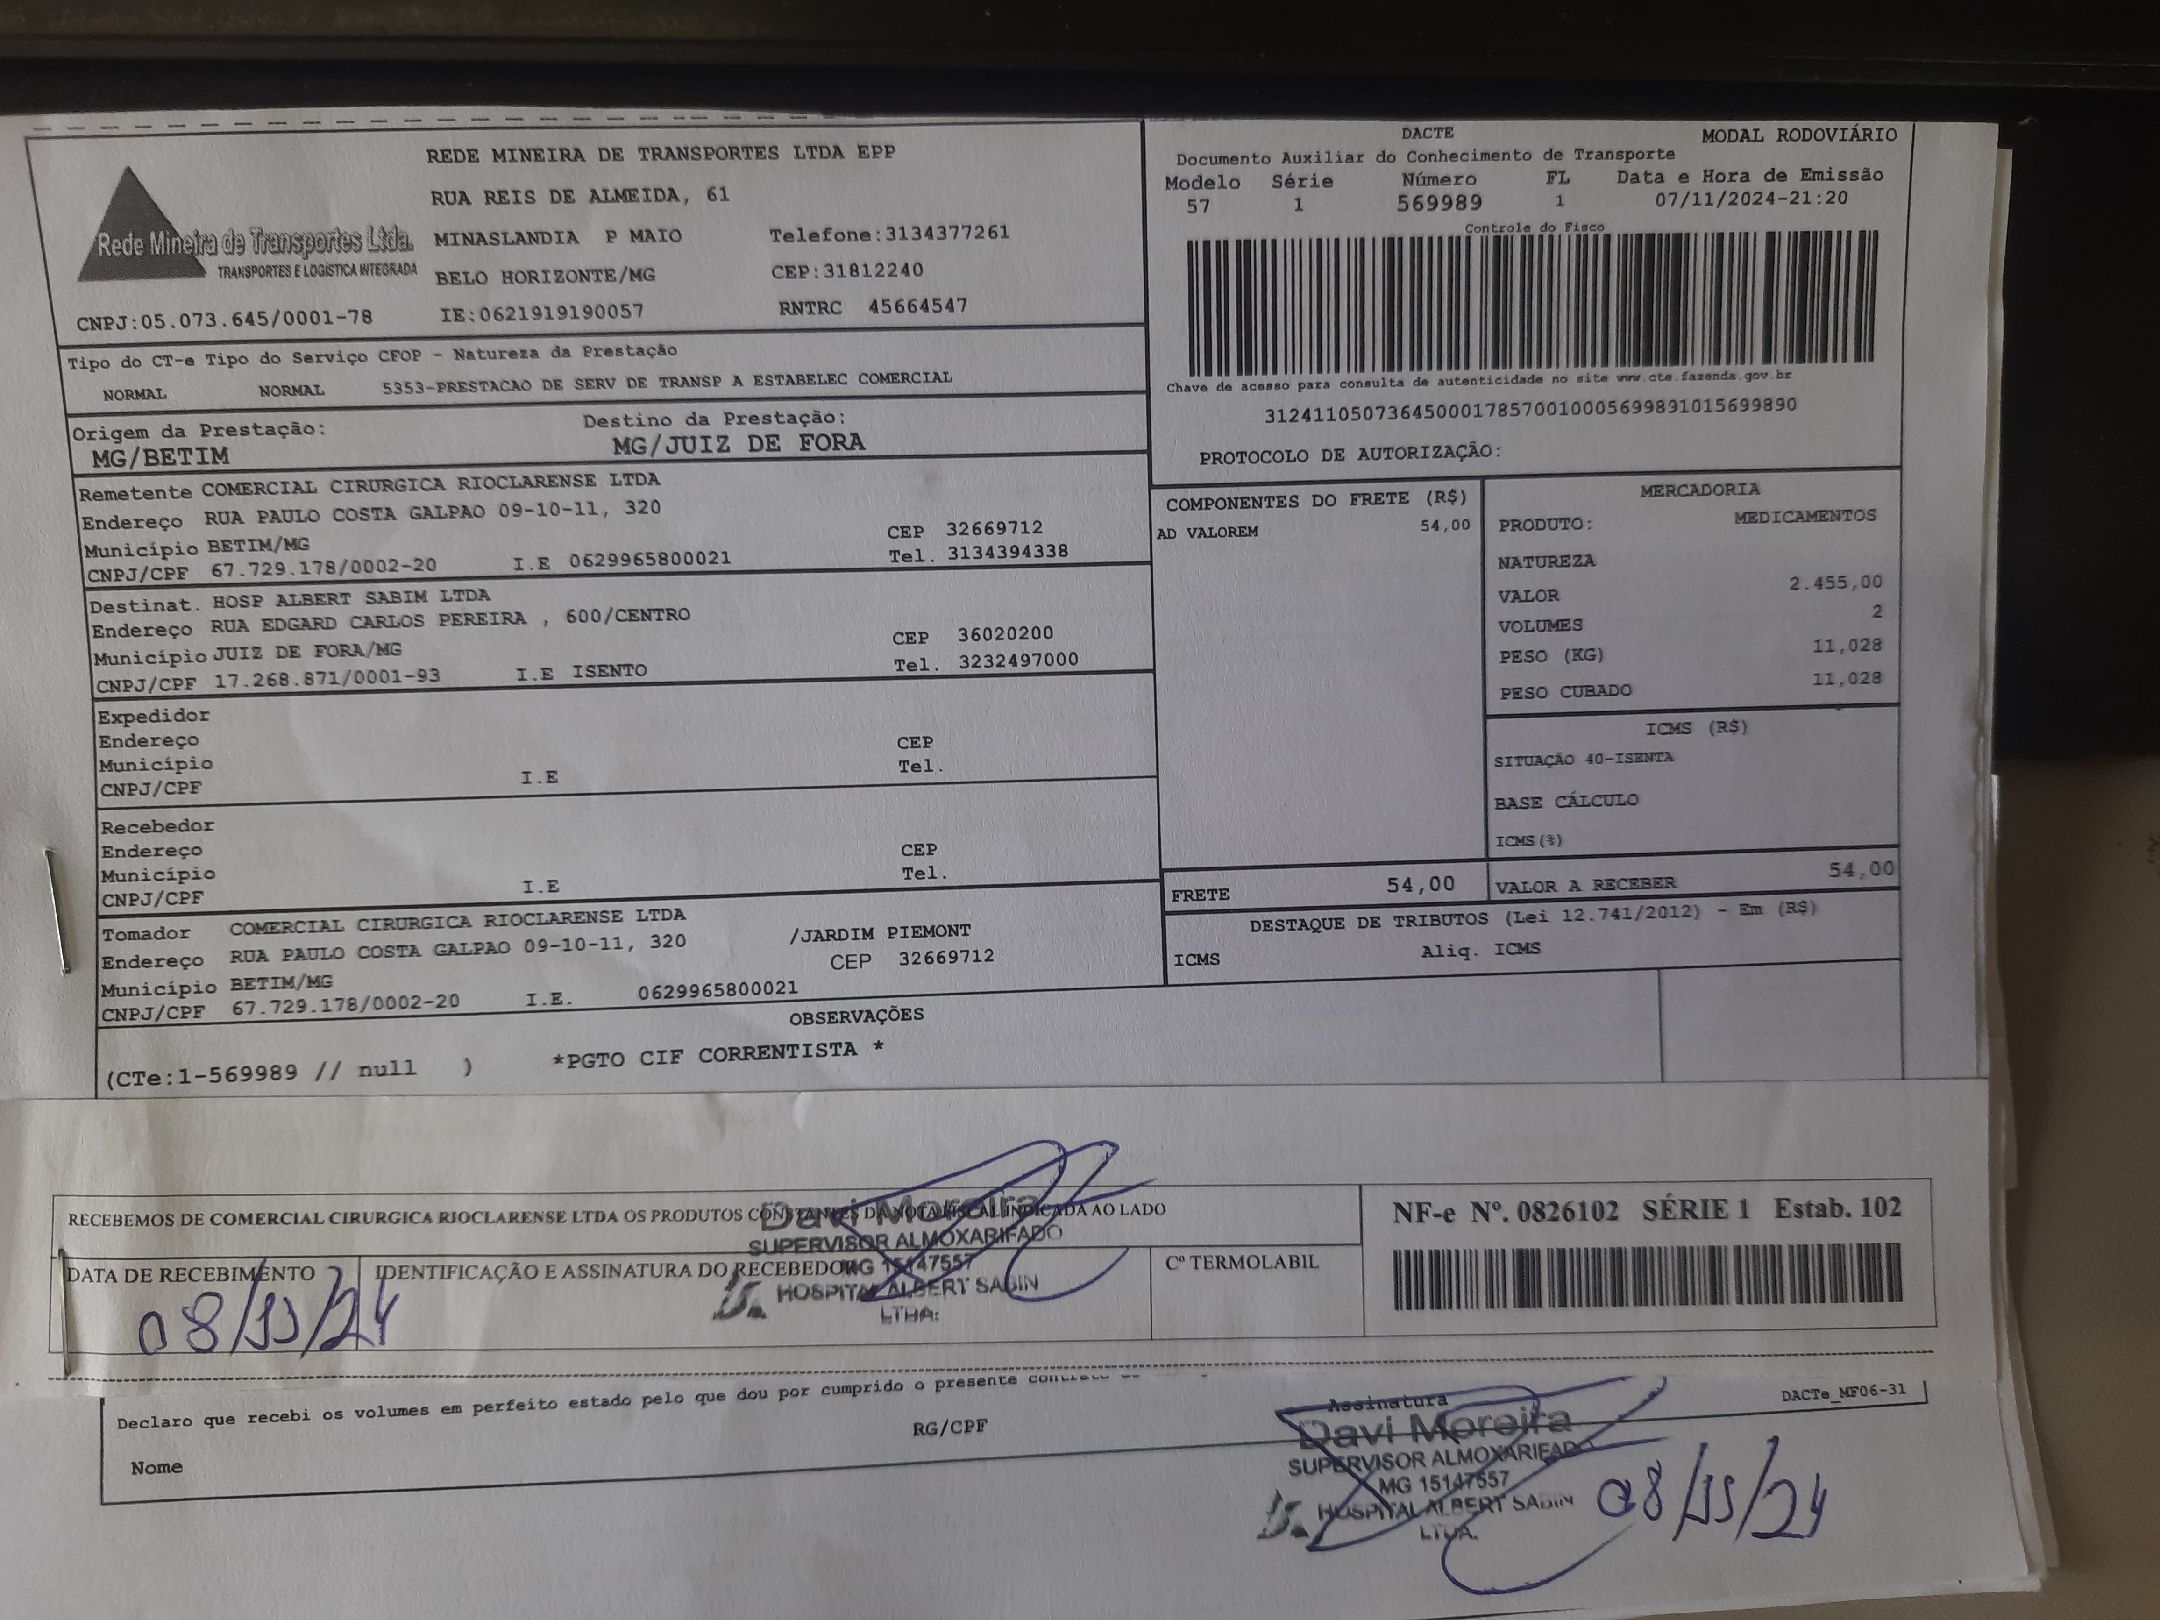 REDE MINEIRA DE TRANSPORTES LTDA EPP
RUA REIS DE ALMEIDA, 61
Rede Mineira de Transportes Ltda.
TRANSPORTES E LOGÍSTICA INTEGRADA
MINASLANDIA P MAIO Telefone:3134377261
BELO HORIZONTE/MG CEP:31812240
CNPJ:05.073.645/0001-78 IE:0621919190057 RNTRC 45664547
DACTE MODAL RODOVIÁRIO
Documento Auxiliar do Conhecimento de Transporte
Modelo Série Número FL Data e Hora de Emissão
57 1 569989 1 07/11/2024-21:20
Controle do Fisco
Chave de acesso para consulta de autenticidade no site www.cte.fazenda.gov.br
31241105073645000178570010005699891015699890
PROTOCOLO DE AUTORIZAÇÃO:
Tipo do CT-e Tipo do Serviço CFOP - Natureza da Prestação
NORMAL NORMAL 5353-PRESTACAO DE SERV DE TRANSP A ESTABELEC COMERCIAL
Origem da Prestação: Destino da Prestação:
MG/BETIM MG/JUIZ DE FORA
Remetente COMERCIAL CIRURGICA RIOCLARENSE LTDA
Endereço RUA PAULO COSTA GALPAO 09-10-11, 320
Município BETIM/MG CEP 32669712
CNPJ/CPF 67.729.178/0002-20 I.E 0629965800021 Tel. 3134394338
Destinat. HOSP ALBERT SABIM LTDA
Endereço RUA EDGARD CARLOS PEREIRA , 600/CENTRO
Município JUIZ DE FORA/MG CEP 36020200
CNPJ/CPF 17.268.871/0001-93 I.E ISENTO Tel. 3232497000
Expedidor
Endereço
Município CEP
CNPJ/CPF I.E Tel.
Recebedor
Endereço
Município CEP
CNPJ/CPF I.E Tel.
Tomador COMERCIAL CIRURGICA RIOCLARENSE LTDA
Endereço RUA PAULO COSTA GALPAO 09-10-11, 320 /JARDIM PIEMONT
Município BETIM/MG CEP 32669712
CNPJ/CPF 67.729.178/0002-20 I.E. 0629965800021
COMPONENTES DO FRETE (R$)
AD VALOREM 54,00
MERCADORIA
PRODUTO: MEDICAMENTOS
NATUREZA
VALOR 2.455,00
VOLUMES 2
PESO (KG) 11,028
PESO CUBADO 11,028
ICMS (R$)
SITUAÇÃO 40-ISENTA
BASE CÁLCULO
ICMS(%)
FRETE 54,00 VALOR A RECEBER 54,00
DESTAQUE DE TRIBUTOS (Lei 12.741/2012) - Em (R$)
ICMS Aliq. ICMS
OBSERVAÇÕES
(CTe:1-569989 // null ) *PGTO CIF CORRENTISTA *
RECEBEMOS DE COMERCIAL CIRURGICA RIOCLARENSE LTDA OS PRODUTOS CONSTANTES DA NOTA FISCAL INDICADA AO LADO
NF-e Nº. 0826102 SÉRIE 1 Estab. 102
DATA DE RECEBIMENTO IDENTIFICAÇÃO E ASSINATURA DO RECEBEDOR Cº TERMOLABIL
08/11/24
Davi Moreira
SUPERVISOR ALMOXARIFADO
MG 15147557
HOSPITAL ALBERT SABIN
LTDA.
Declaro que recebi os volumes em perfeito estado pelo que dou por cumprido o presente contrato
DACTe_MF06-31
Nome RG/CPF Assinatura
Davi Moreira
SUPERVISOR ALMOXARIFADO
MG 15147557
HOSPITAL ALBERT SABIN
LTDA.
08/11/24